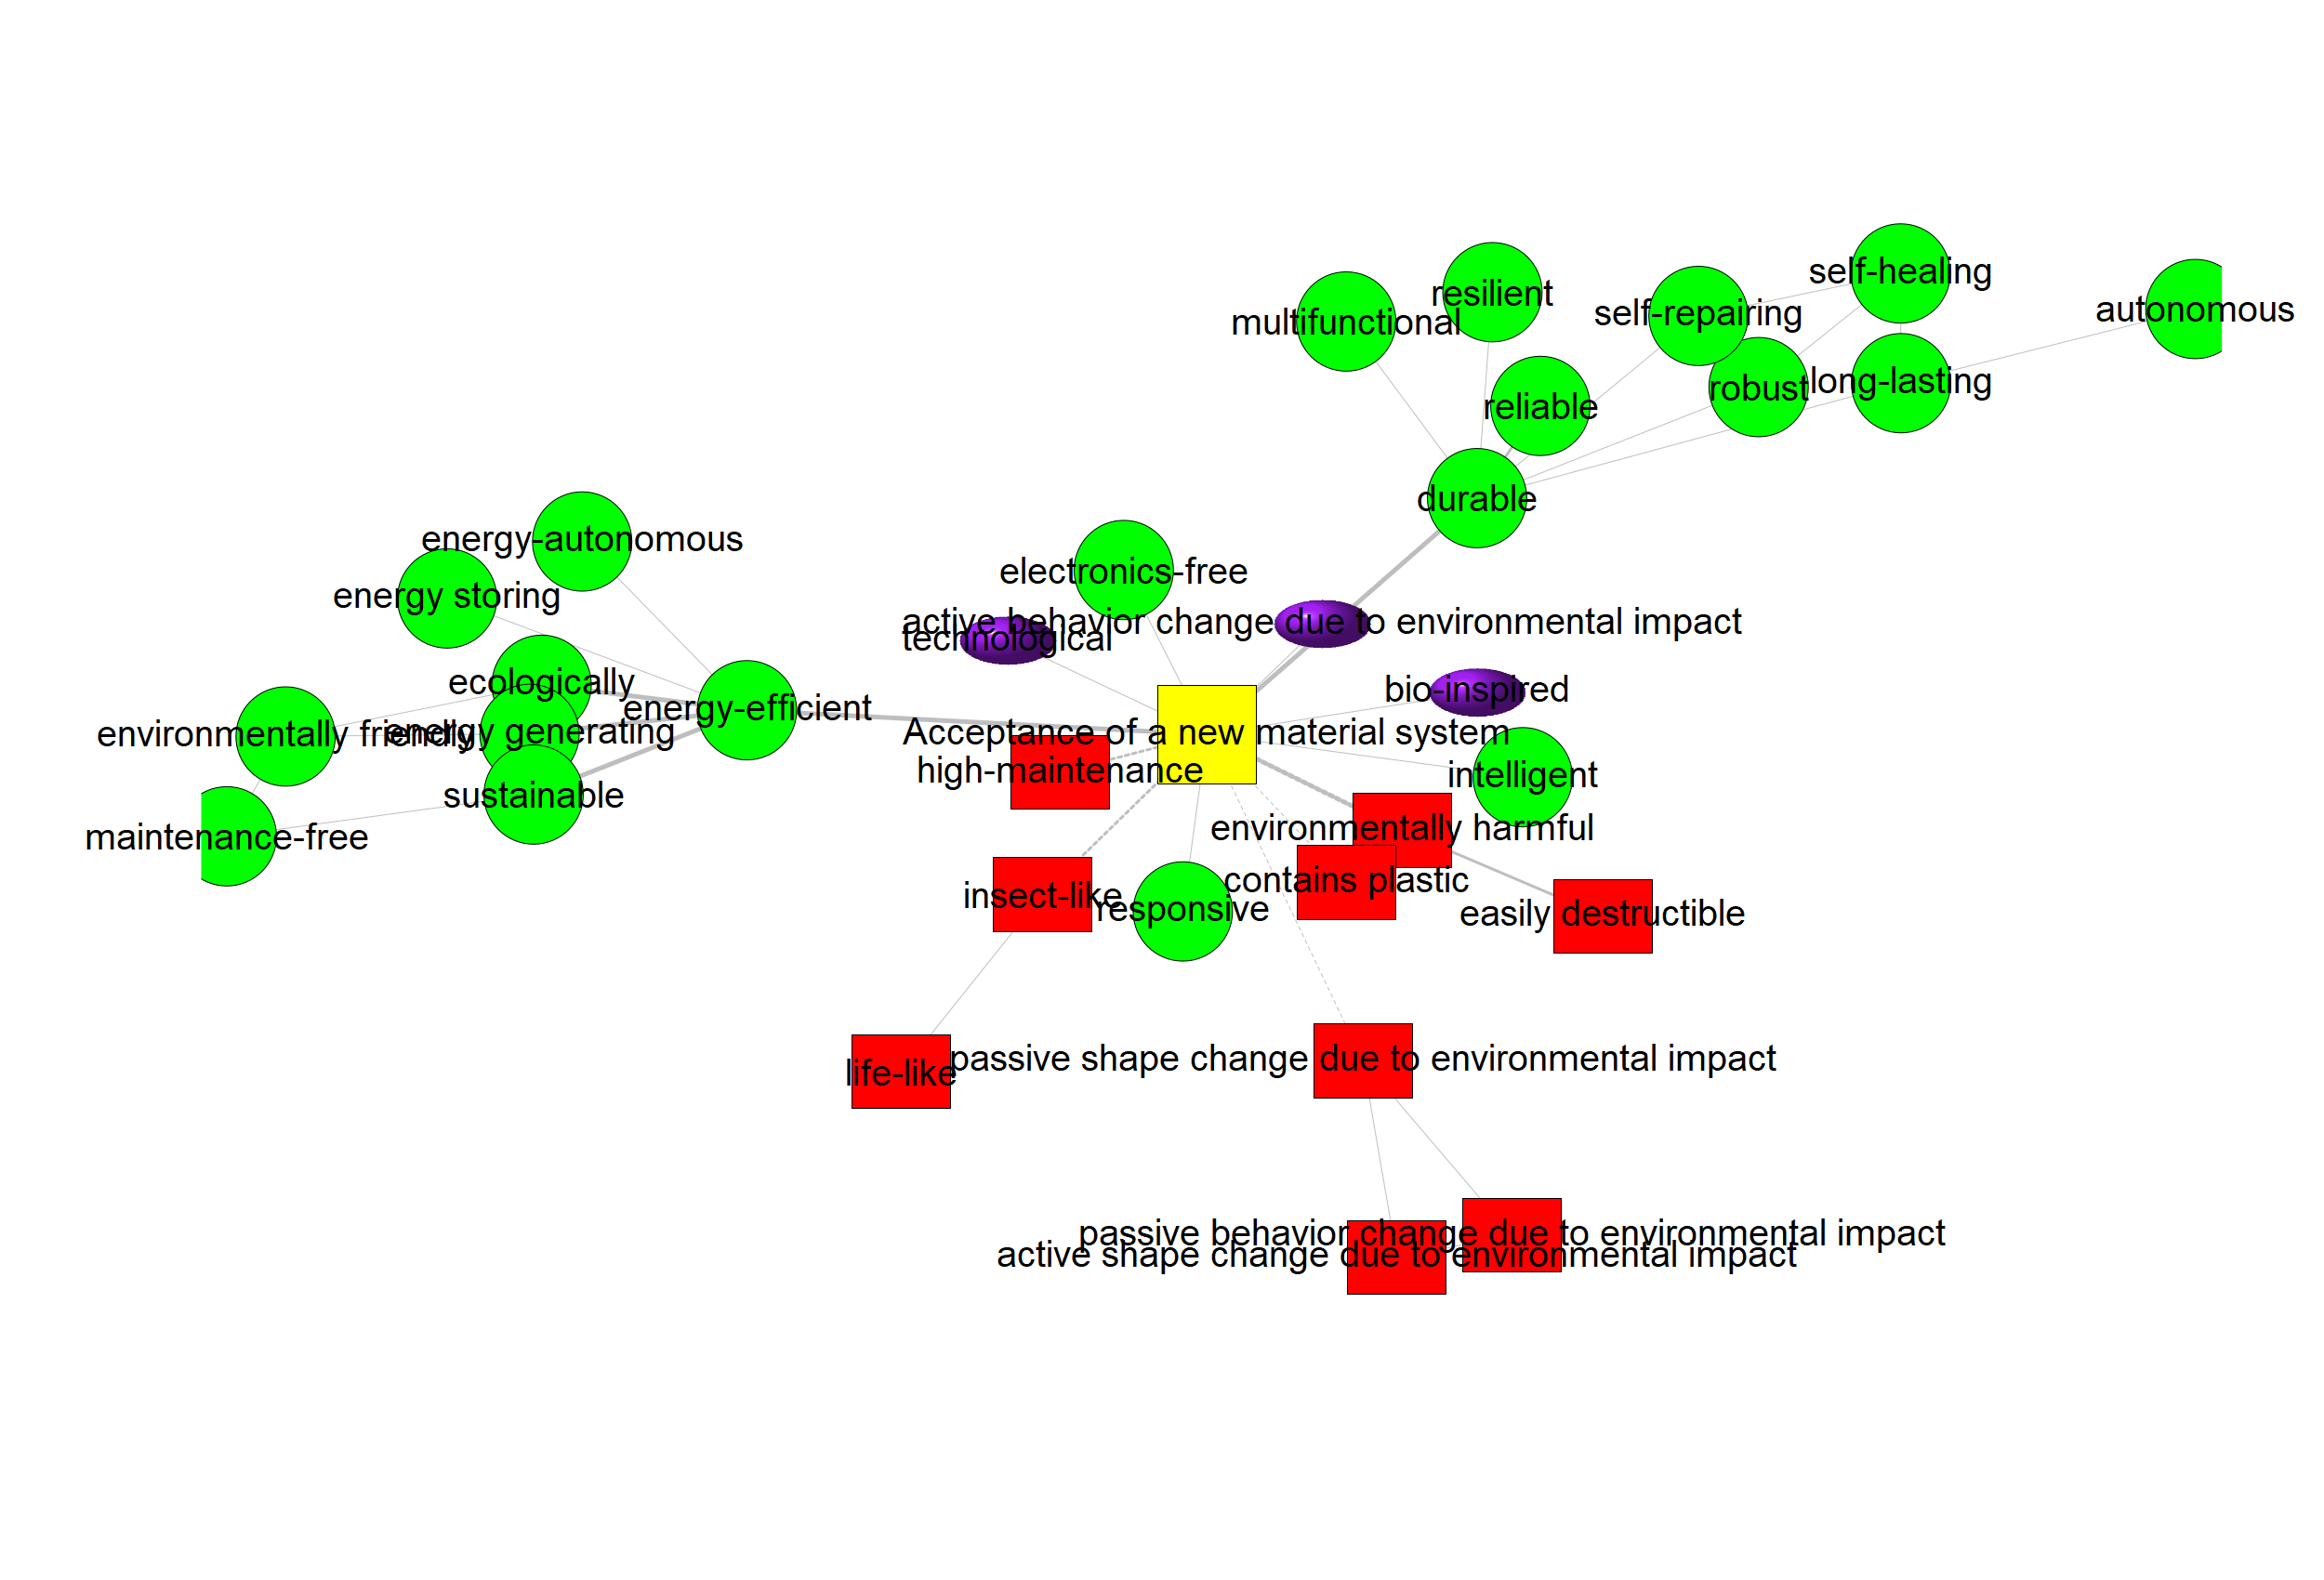 self-healing
resilient
autonomous
self-repairing
multifunctional
long-lasting
robust
reliable
durable
energy-autonomous
electronics-free
energy storing
active behavior change due to environmental impact
technological
ecologically
bio-inspired
energy-efficient
environmentally friendly
energy generating
Acceptance of a new material system
high-maintenance
intelligent
sustainable
environmentally harmful
maintenance-free
contains plastic
insect-like
responsive
easily destructible
passive shape change due to environmental impact
life-like
passive behavior change due to environmental impact
active shape change due to environmental impact